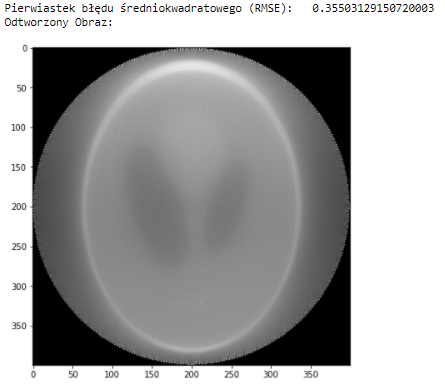 Pierwiastek błędu średniokwadratowego (RMSE):   0.35503129150720003
Odtworzony Obraz:
0
50
100
150
200
250
300
350
0 50 100 150 200 250 300 350